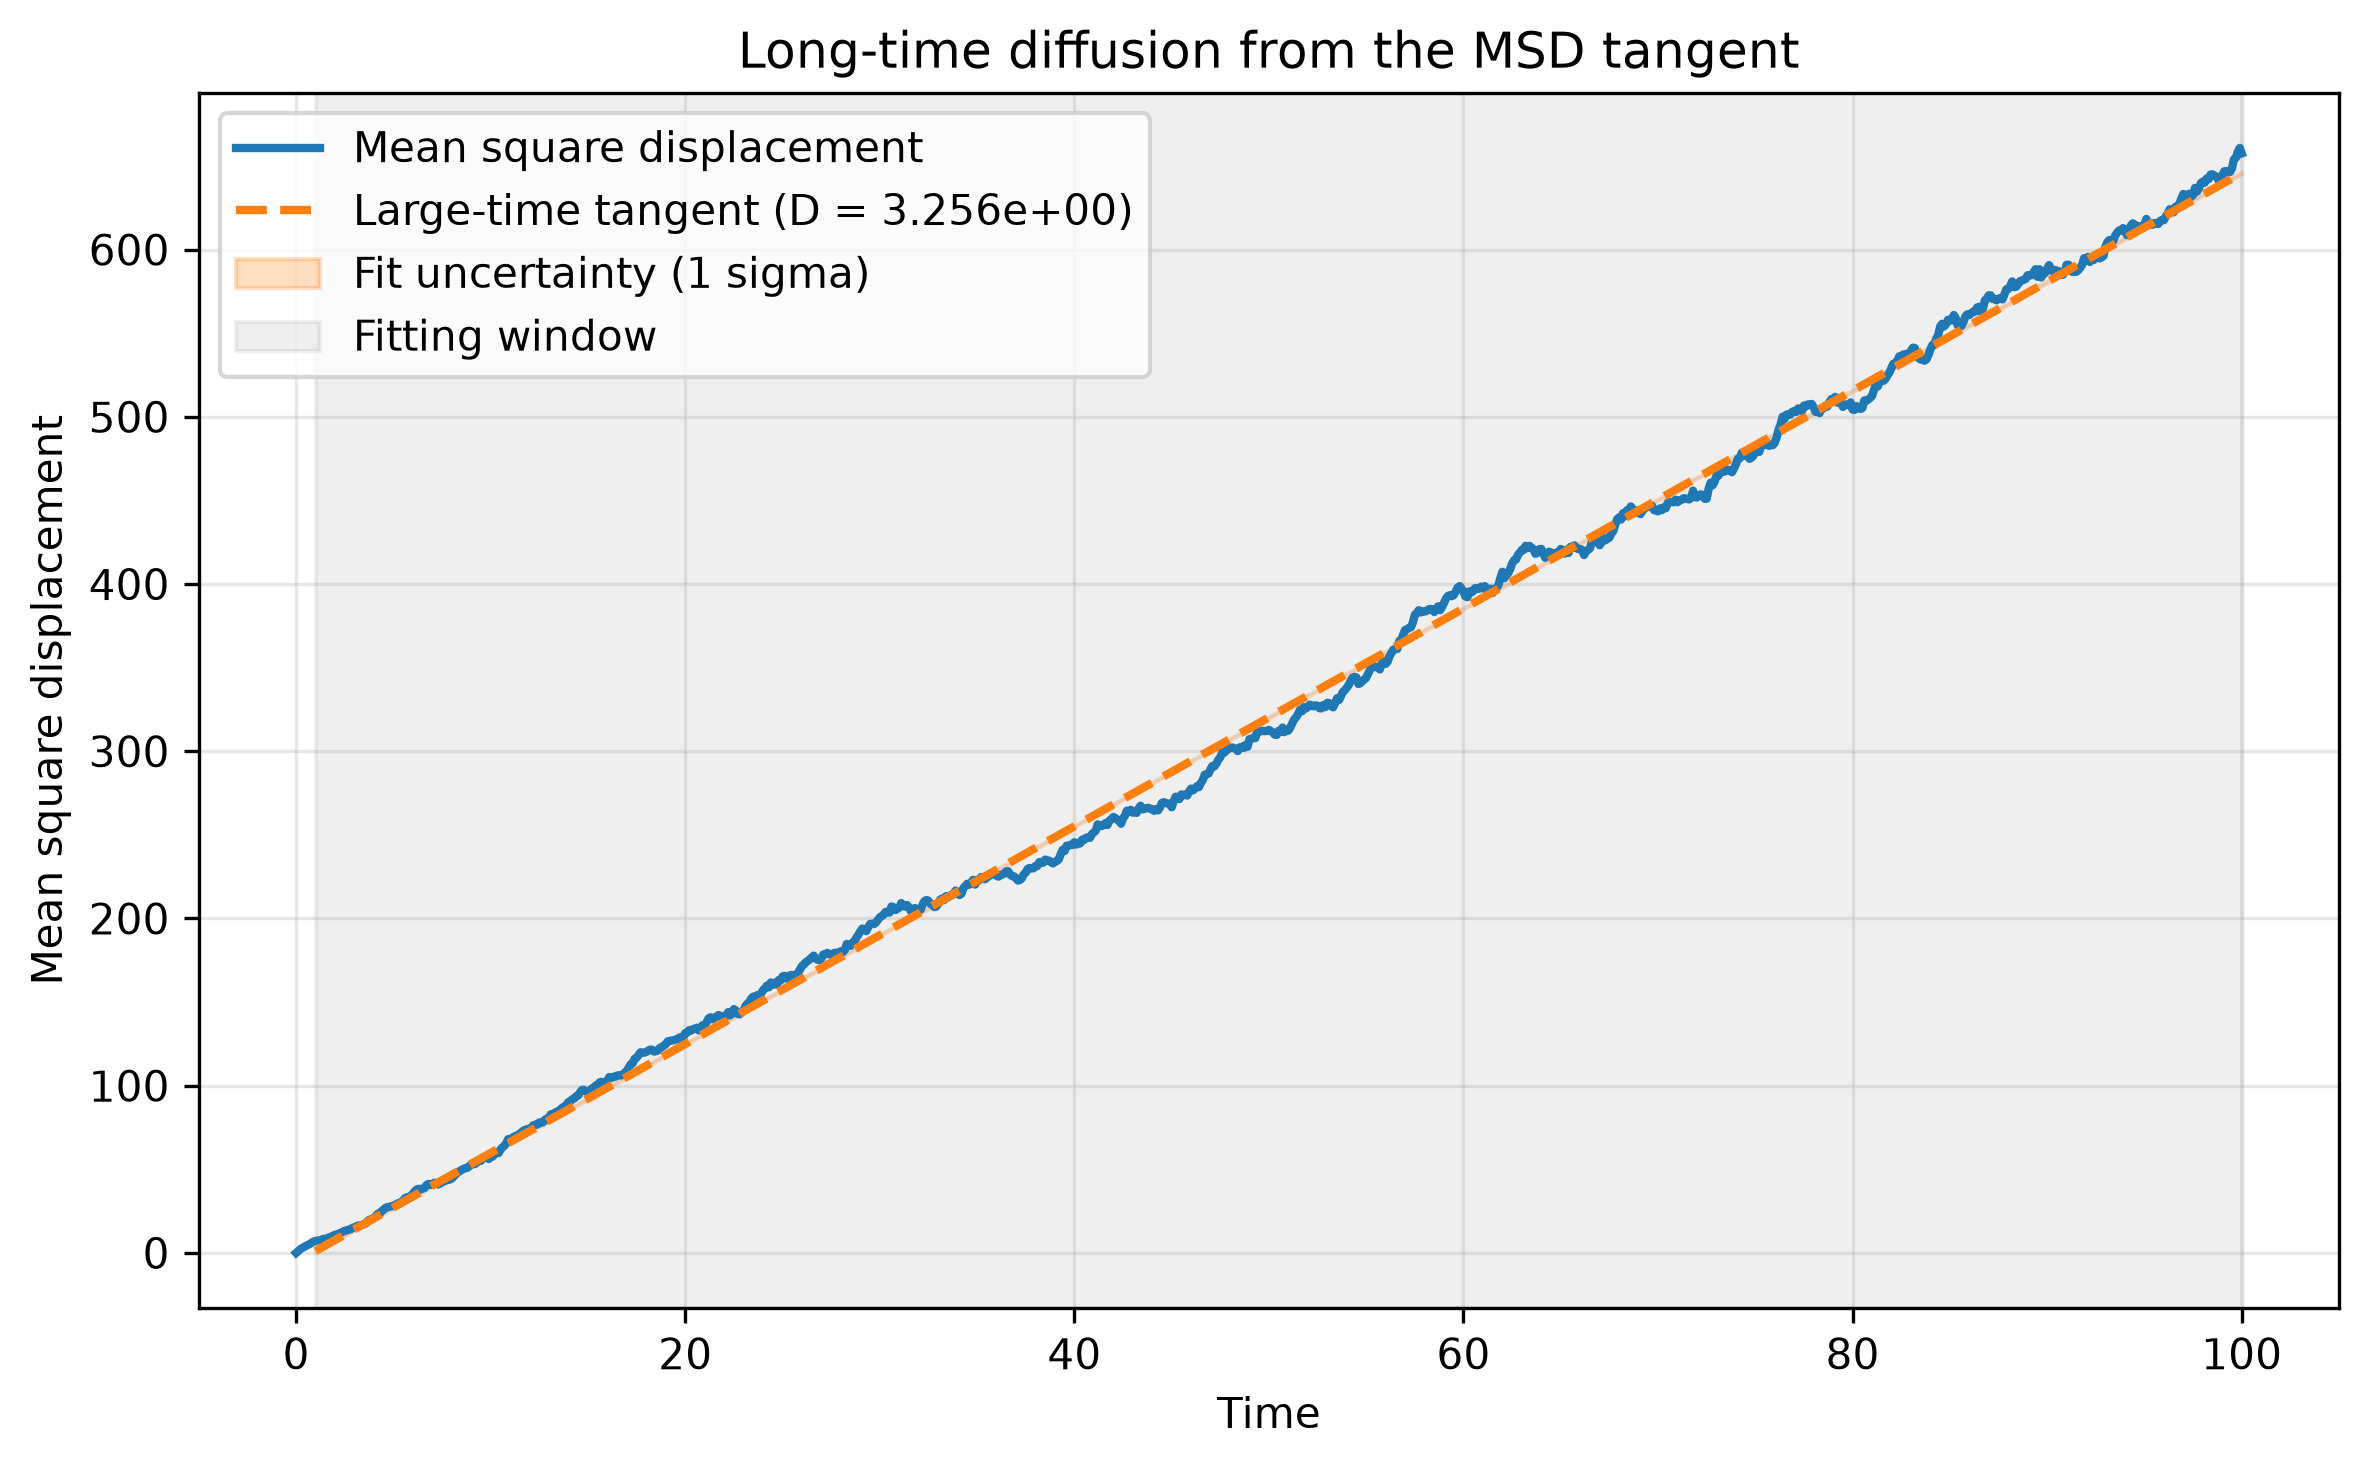 Long-time diffusion from the MSD tangent
Mean square displacement
Large-time tangent (D = 3.256e+00)
Fit uncertainty (1 sigma)
Fitting window
Mean square displacement
600
500
400
300
200
100
0
0 20 40 60 80 100
Time